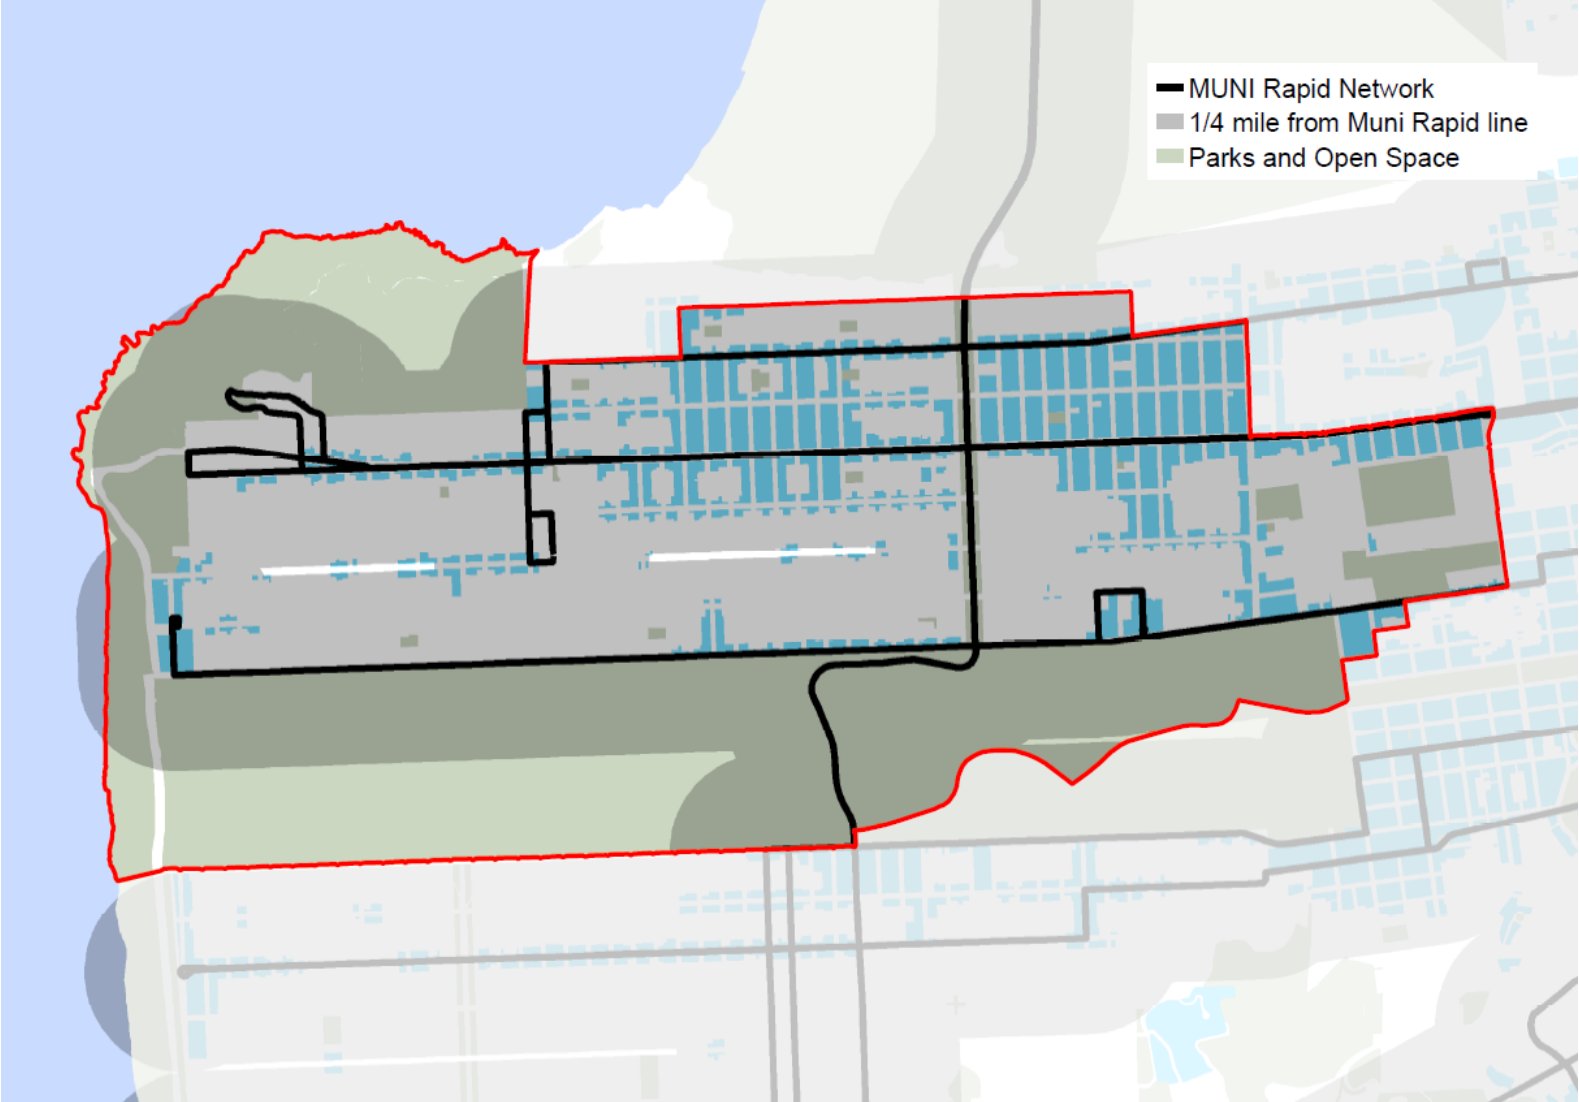 MUNI Rapid Network
1/4 mile from Muni Rapid line
Parks and Open Space